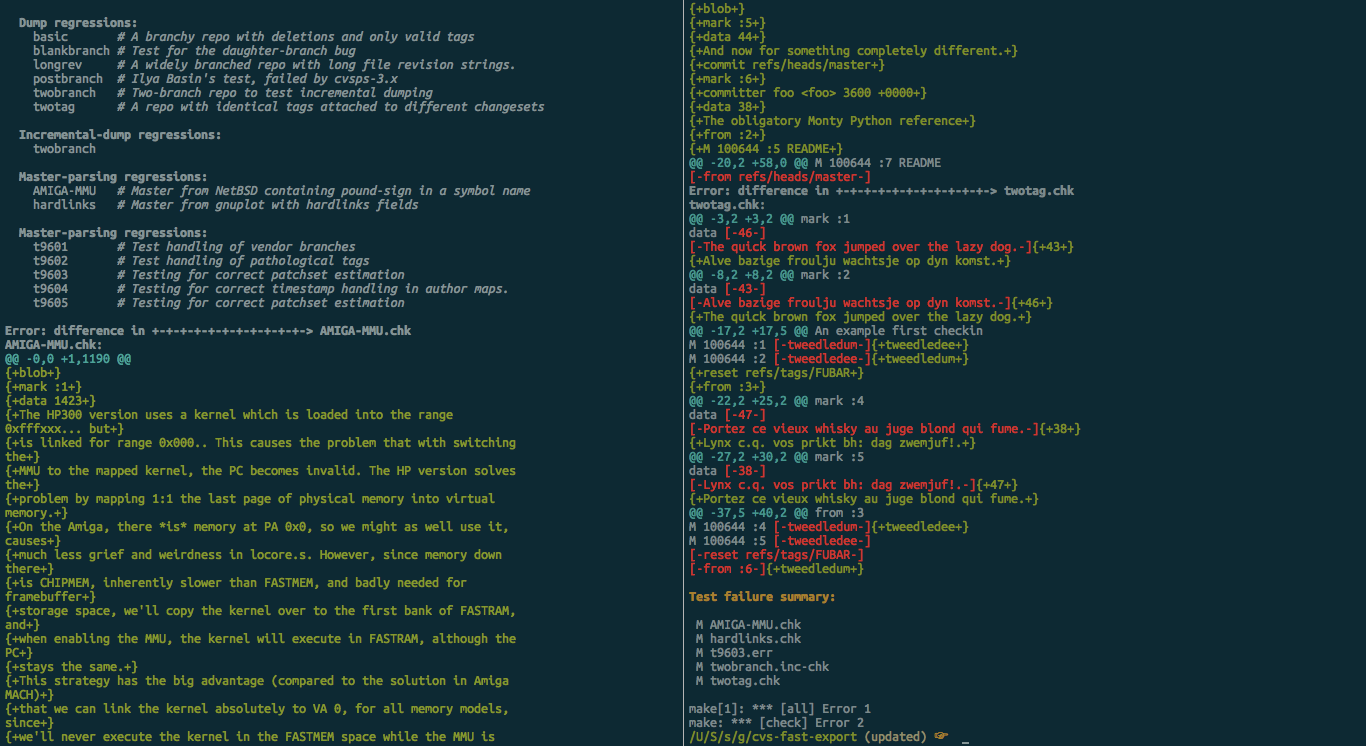 Dump regressions:
basic      # A branchy repo with deletions and only valid tags
blankbranch # Test for the daughter-branch bug
longrev     # A widely branched repo with long file revision strings.
postbranch  # Ilya Basin's test, failed by cvsps-3.x
twobranch   # Two-branch repo to test incremental dumping
twotag      # A repo with identical tags attached to different changesets
Incremental-dump regressions:
twobranch
Master-parsing regressions:
AMIGA-MMU   # Master from NetBSD containing pound-sign in a symbol name
hardlinks   # Master from gnuplot with hardlinks fields
Master-parsing regressions:
t9601       # Test handling of vendor branches
t9602       # Test handling of pathological tags
t9603       # Testing for correct patchset estimation
t9604       # Testing for correct timestamp handling in author maps.
t9605       # Testing for correct patchset estimation
Error: difference in +-+-+-+-+-+-+-+-+-+-+-> AMIGA-MMU.chk
AMIGA-MMU.chk:
@@ -0,0 +1,1190 @@
{+blob+}
{+mark :1+}
{+data 1423+}
{+The HP300 version uses a kernel which is loaded into the range
0xfffxxx... but+}
{+is linked for range 0x000.. This causes the problem that with switching
the+}
{+MMU to the mapped kernel, the PC becomes invalid. The HP version solves
the+}
{+problem by mapping 1:1 the last page of physical memory into virtual
memory.+}
{+On the Amiga, there *is* memory at PA 0x0, so we might as well use it,
causes+}
{+much less grief and weirdness in locore.s. However, since memory down
there+}
{+is CHIPMEM, inherently slower than FASTMEM, and badly needed for
framebuffer+}
{+storage space, we'll copy the kernel over to the first bank of FASTRAM,
and+}
{+when enabling the MMU, the kernel will execute in FASTRAM, although the
PC+}
{+stays the same.+}
{+This strategy has the big advantage (compared to the solution in Amiga
MACH)+}
{+that we can link the kernel absolutely to VA 0, for all memory models,
since+}
{+we'll never execute the kernel in the FASTMEM space while the MMU is
{+blob+}
{+mark :5+}
{+data 44+}
{+And now for something completely different.+}
{+commit refs/heads/master+}
{+mark :6+}
{+committer foo <foo> 3600 +0000+}
{+data 38+}
{+The obligatory Monty Python reference+}
{+from :2+}
{+M 100644 :5 README+}
@@ -20,2 +58,0 @@ M 100644 :7 README
[-from refs/heads/master-]
Error: difference in +-+-+-+-+-+-+-+-+-+-+-> twotag.chk
twotag.chk:
@@ -3,2 +3,2 @@ mark :1
data [-46-]
[-The quick brown fox jumped over the lazy dog.-]{+43+}
{+Alve bazige froulju wachtsje op dyn komst.+}
@@ -8,2 +8,2 @@ mark :2
data [-43-]
[-Alve bazige froulju wachtsje op dyn komst.-]{+46+}
{+The quick brown fox jumped over the lazy dog.+}
@@ -17,2 +17,5 @@ An example first checkin
M 100644 :1 [-tweedledum-]{+tweedledee+}
M 100644 :2 [-tweedledee-]{+tweedledum+}
{+reset refs/tags/FUBAR+}
{+from :3+}
@@ -22,2 +25,2 @@ mark :4
data [-47-]
[-Portez ce vieux whisky au juge blond qui fume.-]{+38+}
{+Lynx c.q. vos prikt bh: dag zwemjuf!.+}
@@ -27,2 +30,2 @@ mark :5
data [-38-]
[-Lynx c.q. vos prikt bh: dag zwemjuf!.-]{+47+}
{+Portez ce vieux whisky au juge blond qui fume.+}
@@ -37,5 +40,2 @@ from :3
M 100644 :4 [-tweedledum-]{+tweedledee+}
M 100644 :5 [-tweedledee-]
[-reset refs/tags/FUBAR-]
[-from :6-]{+tweedledum+}
Test failure summary:
M AMIGA-MMU.chk
M hardlinks.chk
M t9603.err
M twobranch.inc-chk
M twotag.chk
make[1]: *** [all] Error 1
make: *** [check] Error 2
/U/S/s/g/cvs-fast-export (updated) ☞ _